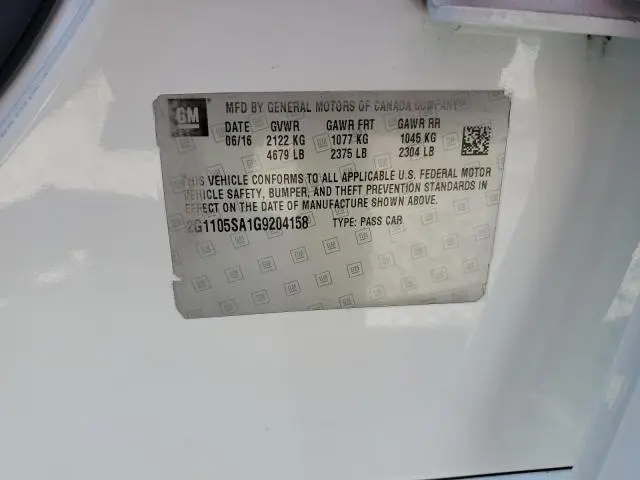 GM
MFD BY GENERAL MOTORS OF CANADA COMPANY
DATE GVWR GAWR FRT GAWR RR
06/16 2122 KG 1077 KG 1045 KG
4679 LB 2375 LB 2304 LB
THIS VEHICLE CONFORMS TO ALL APPLICABLE U.S. FEDERAL MOTOR
VEHICLE SAFETY, BUMPER, AND THEFT PREVENTION STANDARDS IN
EFFECT ON THE DATE OF MANUFACTURE SHOWN ABOVE.
2G1105SA1G9204158 TYPE: PASS CAR